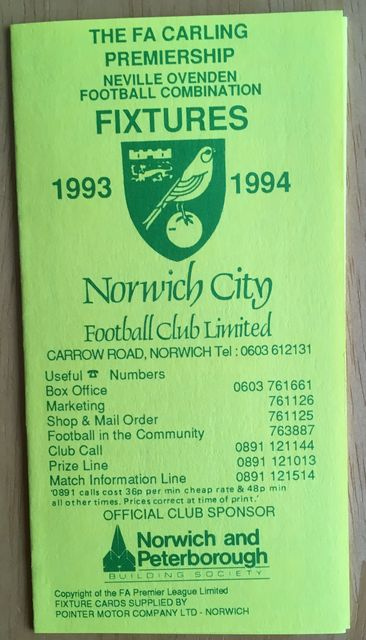 THE FA CARLING
PREMIERSHIP
NEVILLE OVENDEN
FOOTBALL COMBINATION
FIXTURES
1993 1994
Norwich City
Football Club Limited
CARROW ROAD, NORWICH Tel : 0603 612131
Useful ☎ Numbers
Box Office 0603 761661
Marketing 761126
Shop & Mail Order 761125
Football in the Community 763887
Club Call 0891 121144
Prize Line 0891 121013
Match Information Line 0891 121514
'0891 calls cost 36p per min cheap rate & 48p min
all other times. Prices correct at time of print.'
OFFICIAL CLUB SPONSOR
Norwich and
Peterborough
BUILDING SOCIETY
Copyright of the FA Premier League Limited
FIXTURE CARDS SUPPLIED BY
POINTER MOTOR COMPANY LTD - NORWICH